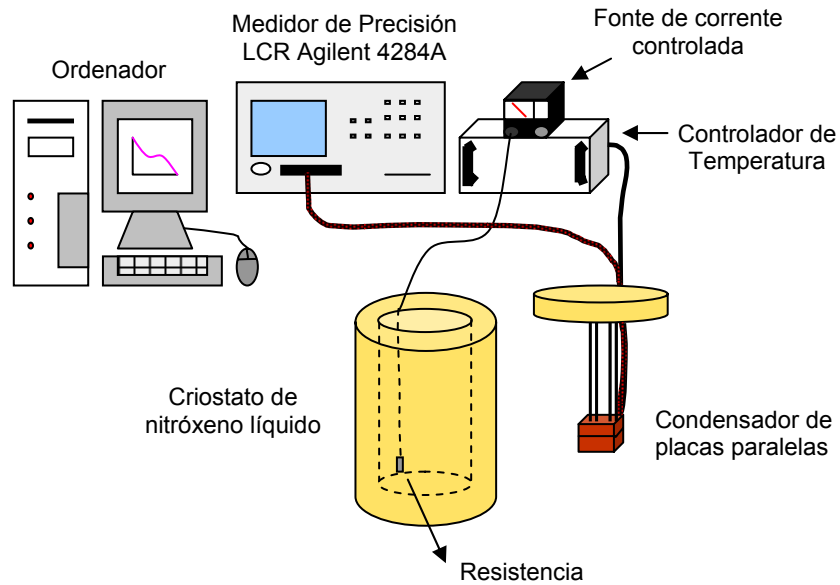 Fonte de corrente
controlada
Medidor de Precisión
LCR Agilent 4284A
Ordenador
Controlador de
Temperatura
Criostato de
nitróxeno líquido
Condensador de
placas paralelas
Resistencia